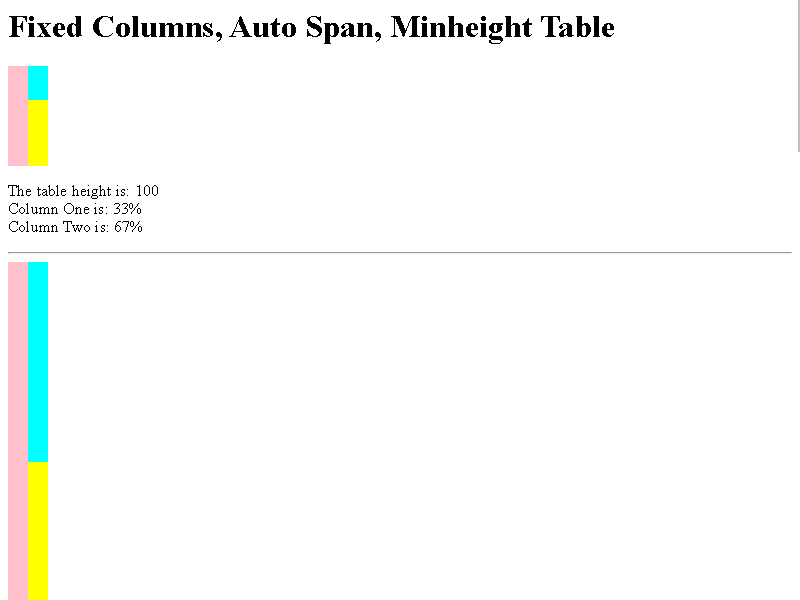 Fixed Columns, Auto Span, Minheight Table
The table height is: 100
Column One is: 33%
Column Two is: 67%